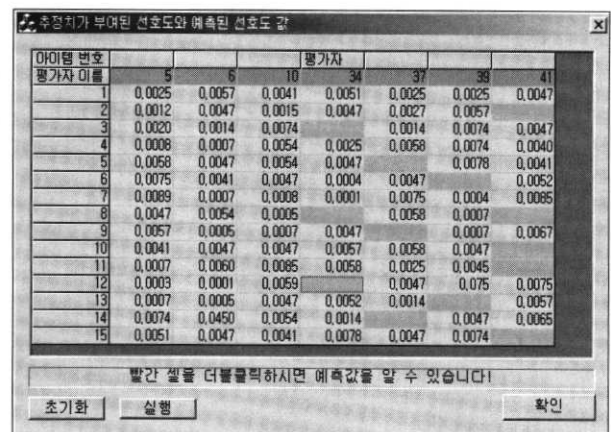 추정치가 부여된 선호도와 예측된 선호도 값
아이템 번호 평가자
평가자 이름 5 6 10 34 37 39 41
1 0,0025 0,0057 0,0041 0,0051 0,0025 0,0025 0,0047
2 0,0012 0,0047 0,0015 0,0047 0,0027 0,0057
3 0,0020 0,0014 0,0074 0,0014 0,0074 0,0047
4 0,0008 0,0007 0,0054 0,0025 0,0058 0,0074 0,0040
5 0,0058 0,0047 0,0054 0,0047 0,0078 0,0041
6 0,0075 0,0041 0,0047 0,0004 0,0047 0,0052
7 0,0089 0,0007 0,0008 0,0001 0,0075 0,0004 0,0085
8 0,0047 0,0054 0,0005 0,0058 0,0007
9 0,0057 0,0005 0,0007 0,0047 0,0007 0,0067
10 0,0041 0,0047 0,0047 0,0057 0,0058 0,0047
11 0,0007 0,0060 0,0085 0,0058 0,0025 0,0045
12 0,0003 0,0001 0,0059 0,0047 0,075 0,0075
13 0,0007 0,0005 0,0047 0,0052 0,0014 0,0057
14 0,0074 0,0450 0,0054 0,0014 0,0047 0,0065
15 0,0051 0,0047 0,0041 0,0078 0,0047 0,0074
빨간 셀을 더블클릭하시면 예측값을 알 수 있습니다!
초기화 실행 확인